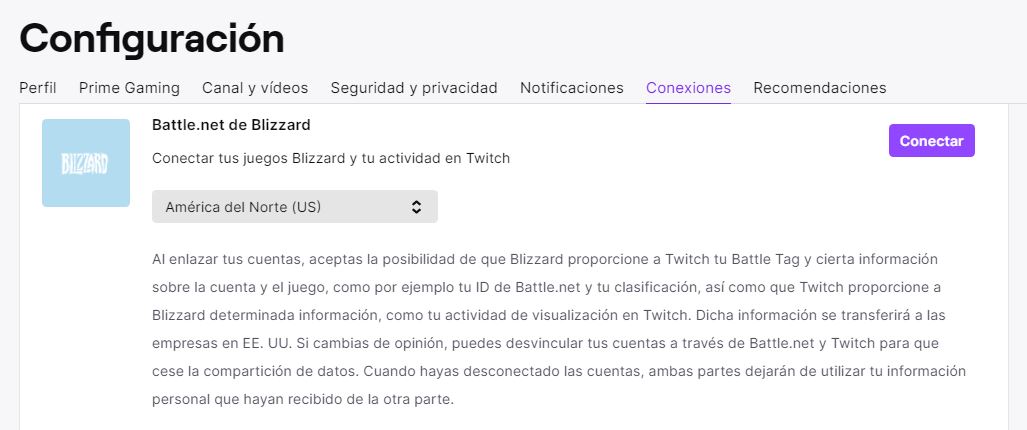 Configuración
Perfil Prime Gaming Canal y vídeos Seguridad y privacidad Notificaciones Conexiones Recomendaciones
BLIZZARD
Battle.net de Blizzard
Conectar
Conectar tus juegos Blizzard y tu actividad en Twitch
América del Norte (US)
Al enlazar tus cuentas, aceptas la posibilidad de que Blizzard proporcione a Twitch tu Battle Tag y cierta información
sobre la cuenta y el juego, como por ejemplo tu ID de Battle.net y tu clasificación, así como que Twitch proporcione a
Blizzard determinada información, como tu actividad de visualización en Twitch. Dicha información se transferirá a las
empresas en EE. UU. Si cambias de opinión, puedes desvincular tus cuentas a través de Battle.net y Twitch para que
cese la compartición de datos. Cuando hayas desconectado las cuentas, ambas partes dejarán de utilizar tu información
personal que hayan recibido de la otra parte.